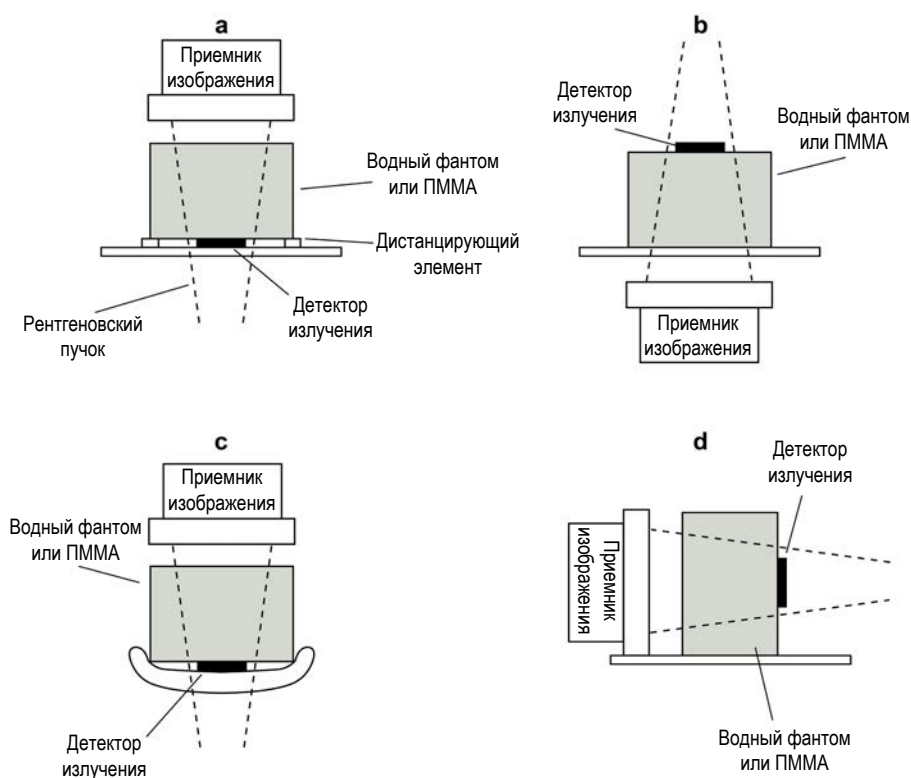 a
Приемник
изображения
Водный фантом
или ПММА
Дистанцирующий
элемент
Детектор
излучения
Рентгеновский
пучок
b
Детектор
излучения
Водный фантом
или ПММА
Приемник
изображения
c
Приемник
изображения
Водный фантом
или ПММА
Детектор
излучения
d
Детектор
излучения
Приемник
изображения
Водный фантом
или ПММА